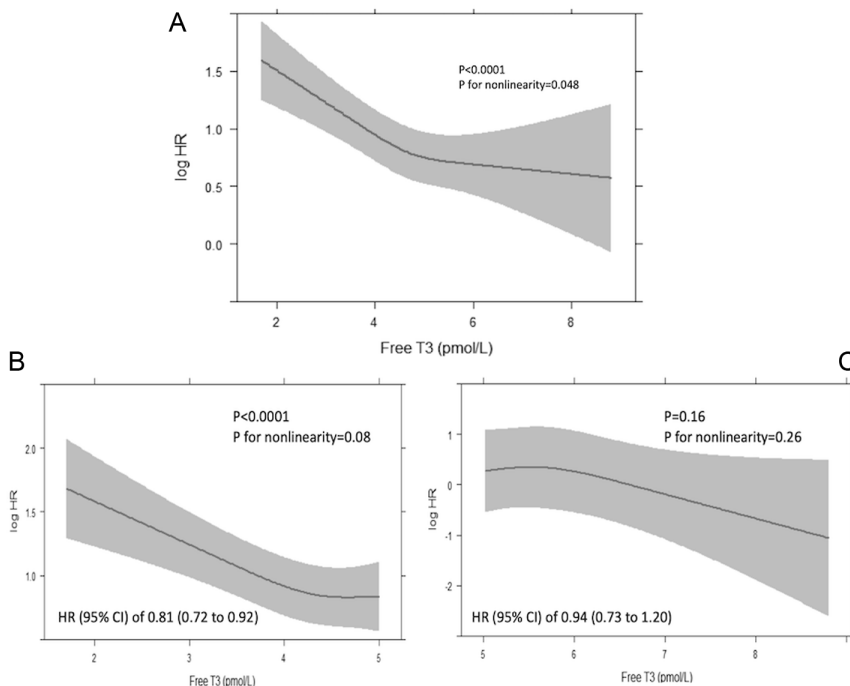 A
1.5
1.0
0.5
0.0
log HR
P<0.0001
P for nonlinearity=0.048
2 4 6 8
Free T3 (pmol/L)
B
2.0
1.5
1.0
log HR
P<0.0001
P for nonlinearity=0.08
HR (95% CI) of 0.81 (0.72 to 0.92)
2 3 4 5
Free T3 (pmol/L)
C
1
0
-1
-2
log HR
P=0.16
P for nonlinearity=0.26
HR (95% CI) of 0.94 (0.73 to 1.20)
5 6 7 8
Free T3 (pmol/L)